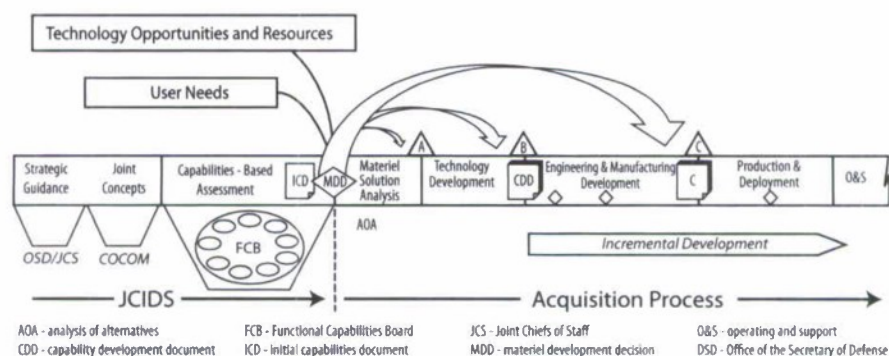 Technology Opportunities and Resources
User Needs
A
B
C
Strategic
Guidance
Joint
Concepts
Capabilities - Based
Assessment
ICD
MDD
Materiel
Solution
Analysis
Technology
Development
CDD
Engineering & Manufacturing
Development
C
Production &
Deployment
O&S
AOA
FCB
OSD/JCS
COCOM
Incremental Development
JCIDS
Acquisition Process
AOA - analysis of alternatives
FCB - Functional Capabilities Board
JCS - Joint Chiefs of Staff
O&S - operating and support
CDD - capability development document
ICD - initial capabilities document
MDD - materiel development decision
DSD - Office of the Secretary of Defense